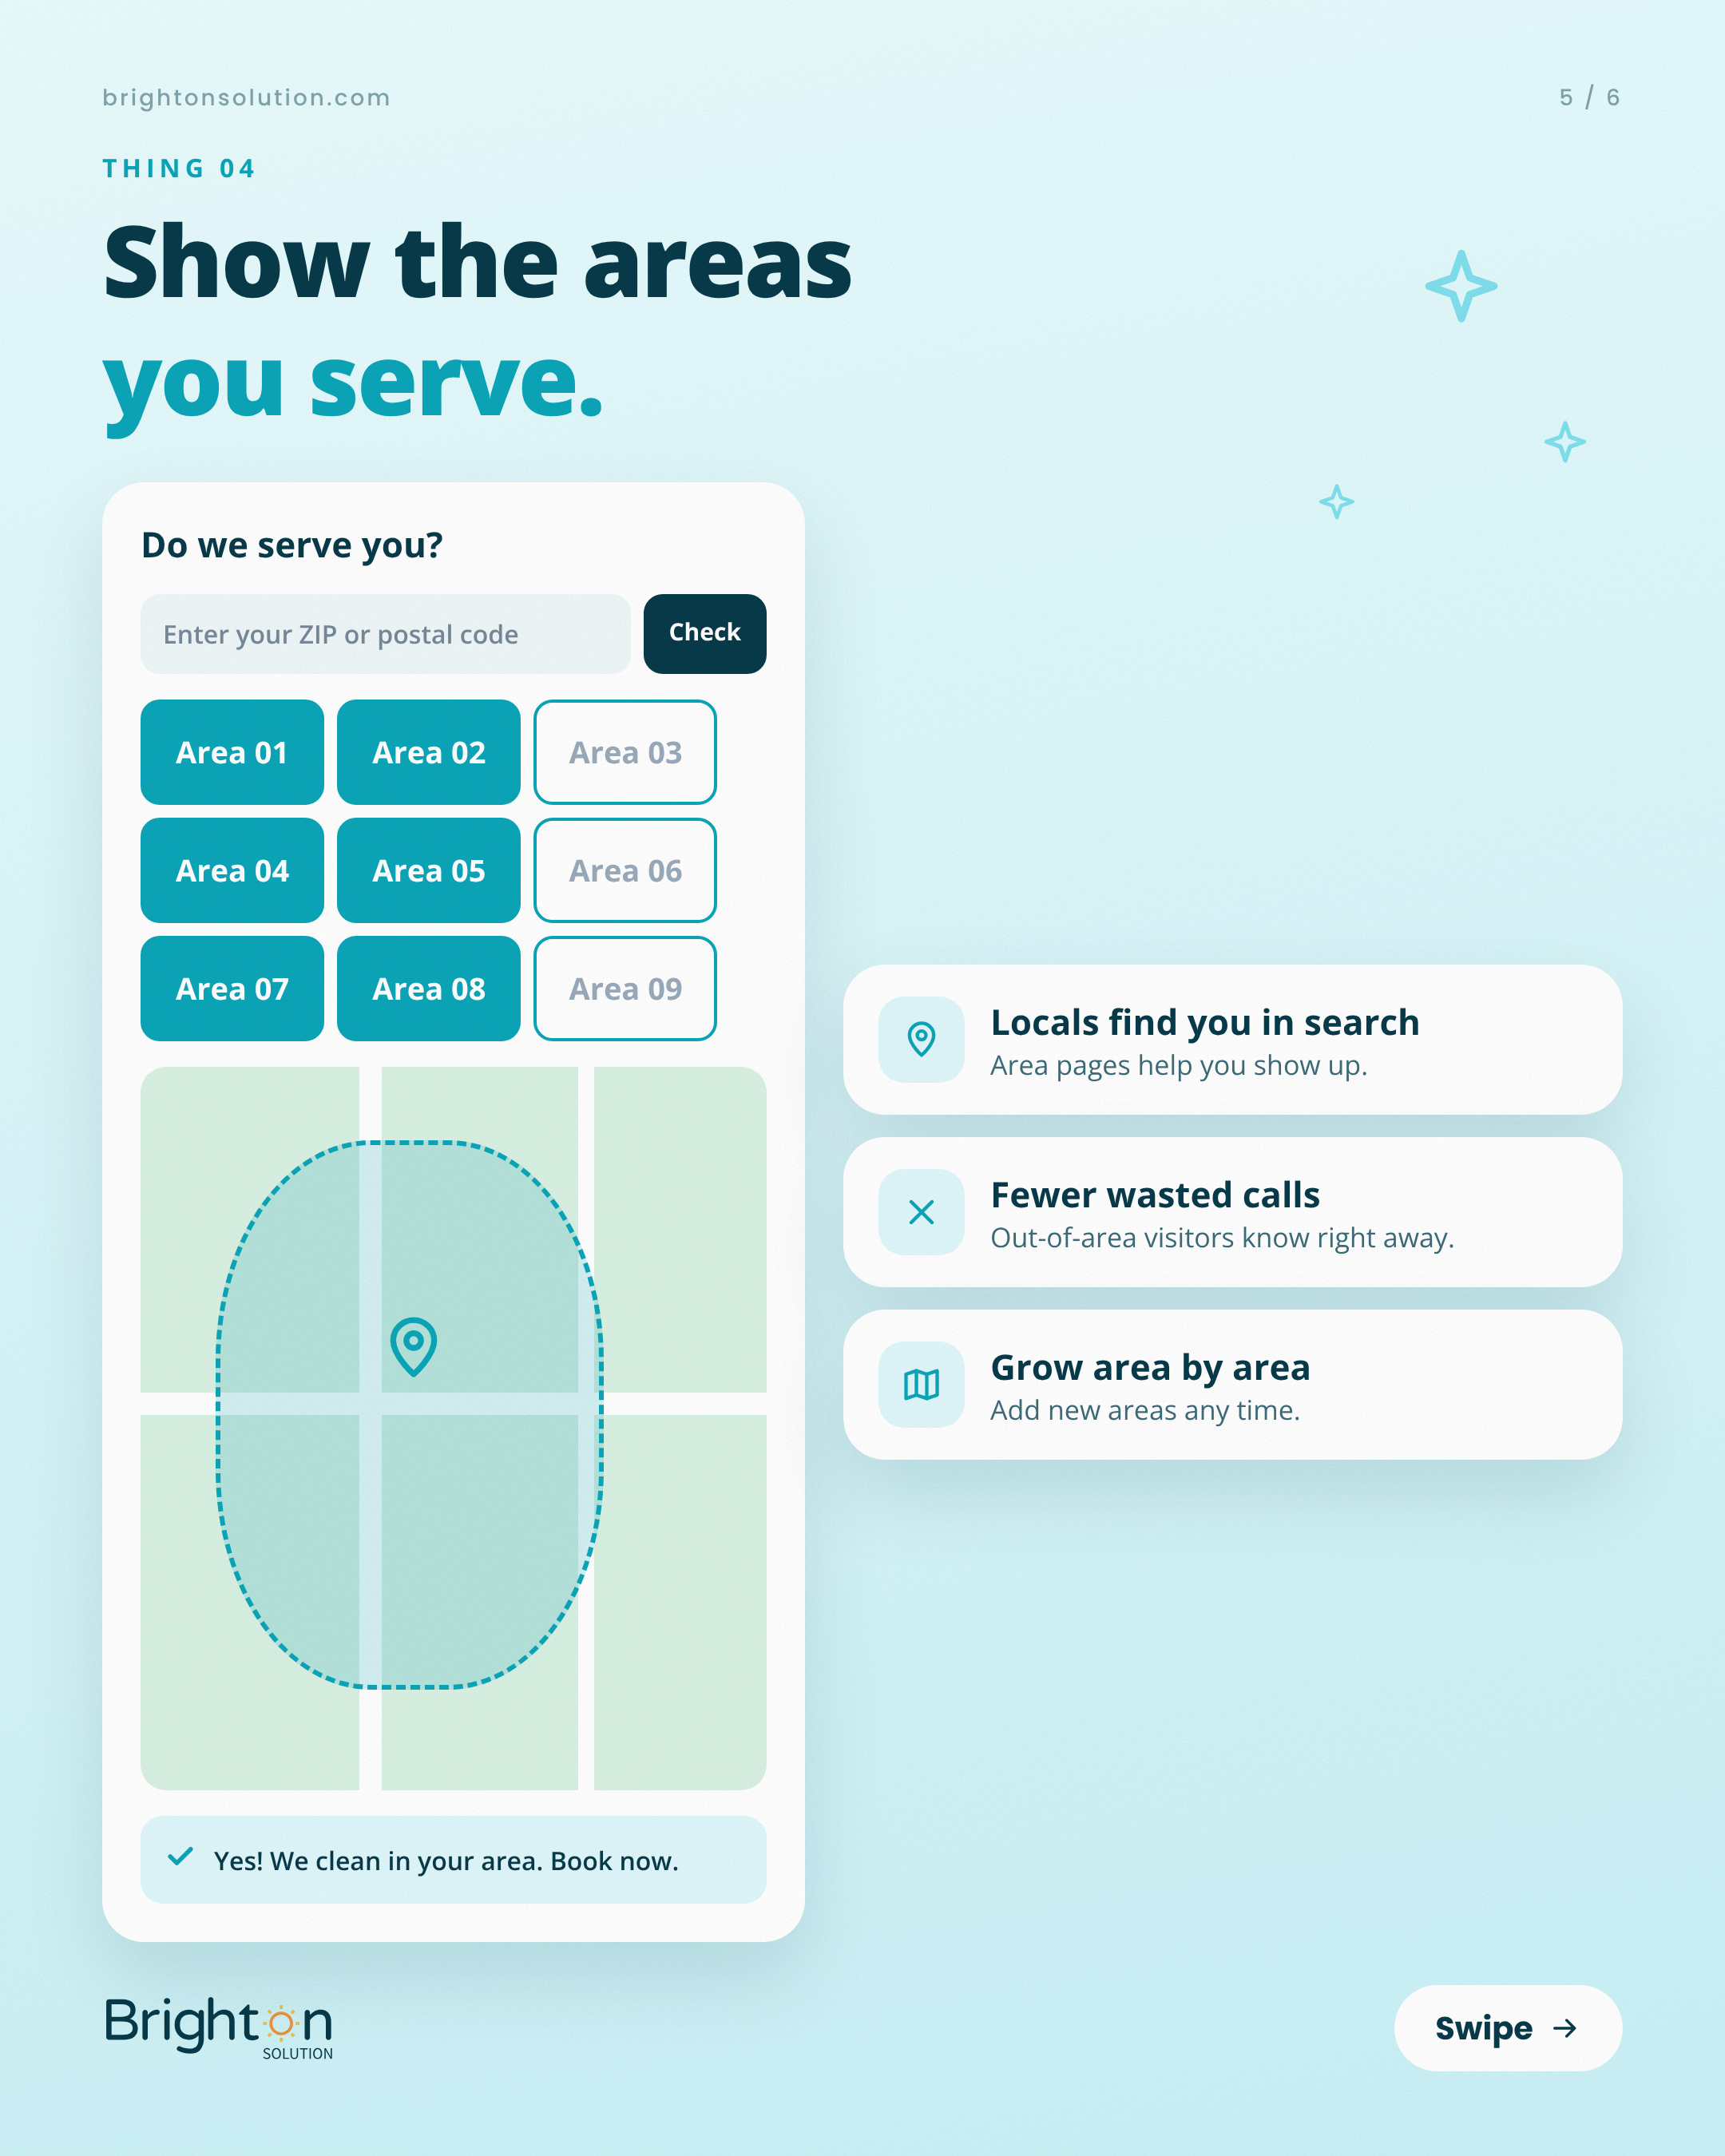 brightonsolution.com
5 / 6
THING 04
Show the areas
you serve.
Do we serve you?
Enter your ZIP or postal code
Check
Area 01
Area 02
Area 03
Area 04
Area 05
Area 06
Area 07
Area 08
Area 09
Yes! We clean in your area. Book now.
Locals find you in search
Area pages help you show up.
Fewer wasted calls
Out-of-area visitors know right away.
Grow area by area
Add new areas any time.
Brighton
SOLUTION
Swipe →